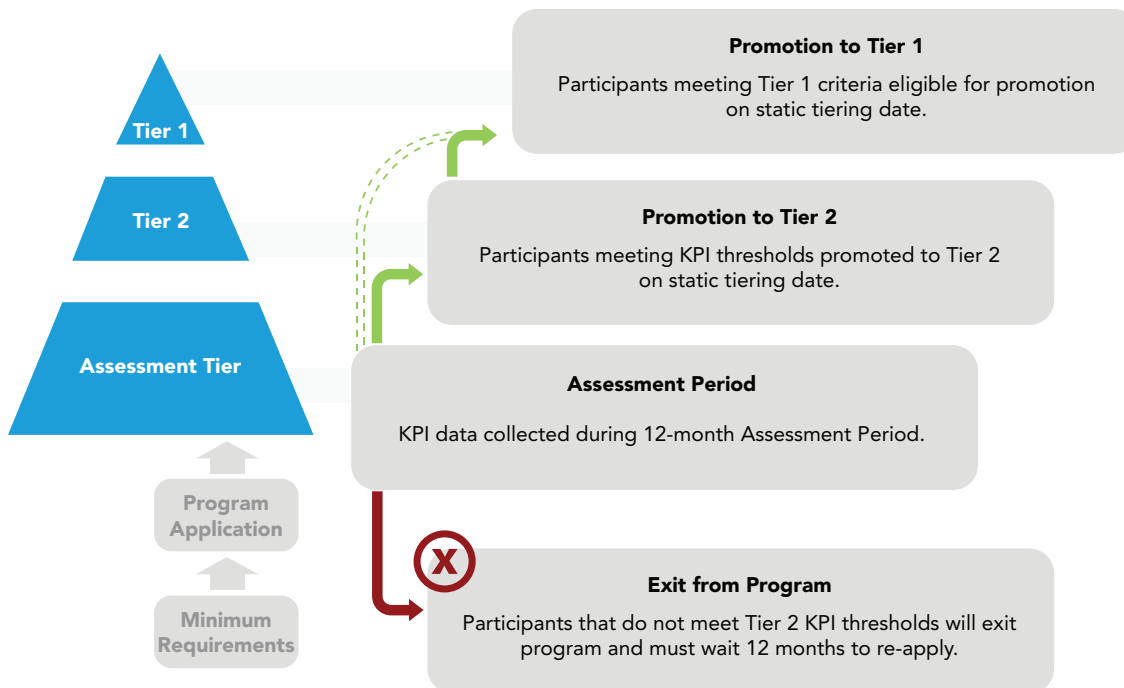 Tier 1
Tier 2
Assessment Tier
Program
Application
Minimum
Requirements
Promotion to Tier 1
Participants meeting Tier 1 criteria eligible for promotion
on static tiering date.
Promotion to Tier 2
Participants meeting KPI thresholds promoted to Tier 2
on static tiering date.
Assessment Period
KPI data collected during 12-month Assessment Period.
X
Exit from Program
Participants that do not meet Tier 2 KPI thresholds will exit
program and must wait 12 months to re-apply.